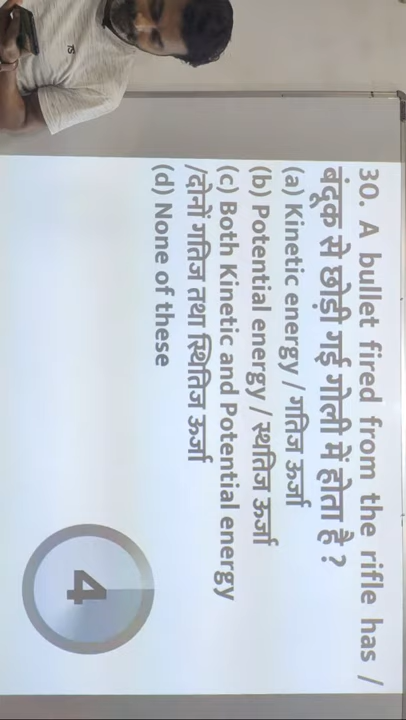 30. A bullet fired from the rifle has /
बंदूक से छोड़ी गई गोली में होता है ?
(a) Kinetic energy / गतिज ऊर्जा
(b) Potential energy / स्थतिज ऊर्जा
(c) Both Kinetic and Potential energy
/दोनों गतिज तथा स्थितिज ऊर्जा
(d) None of these
4